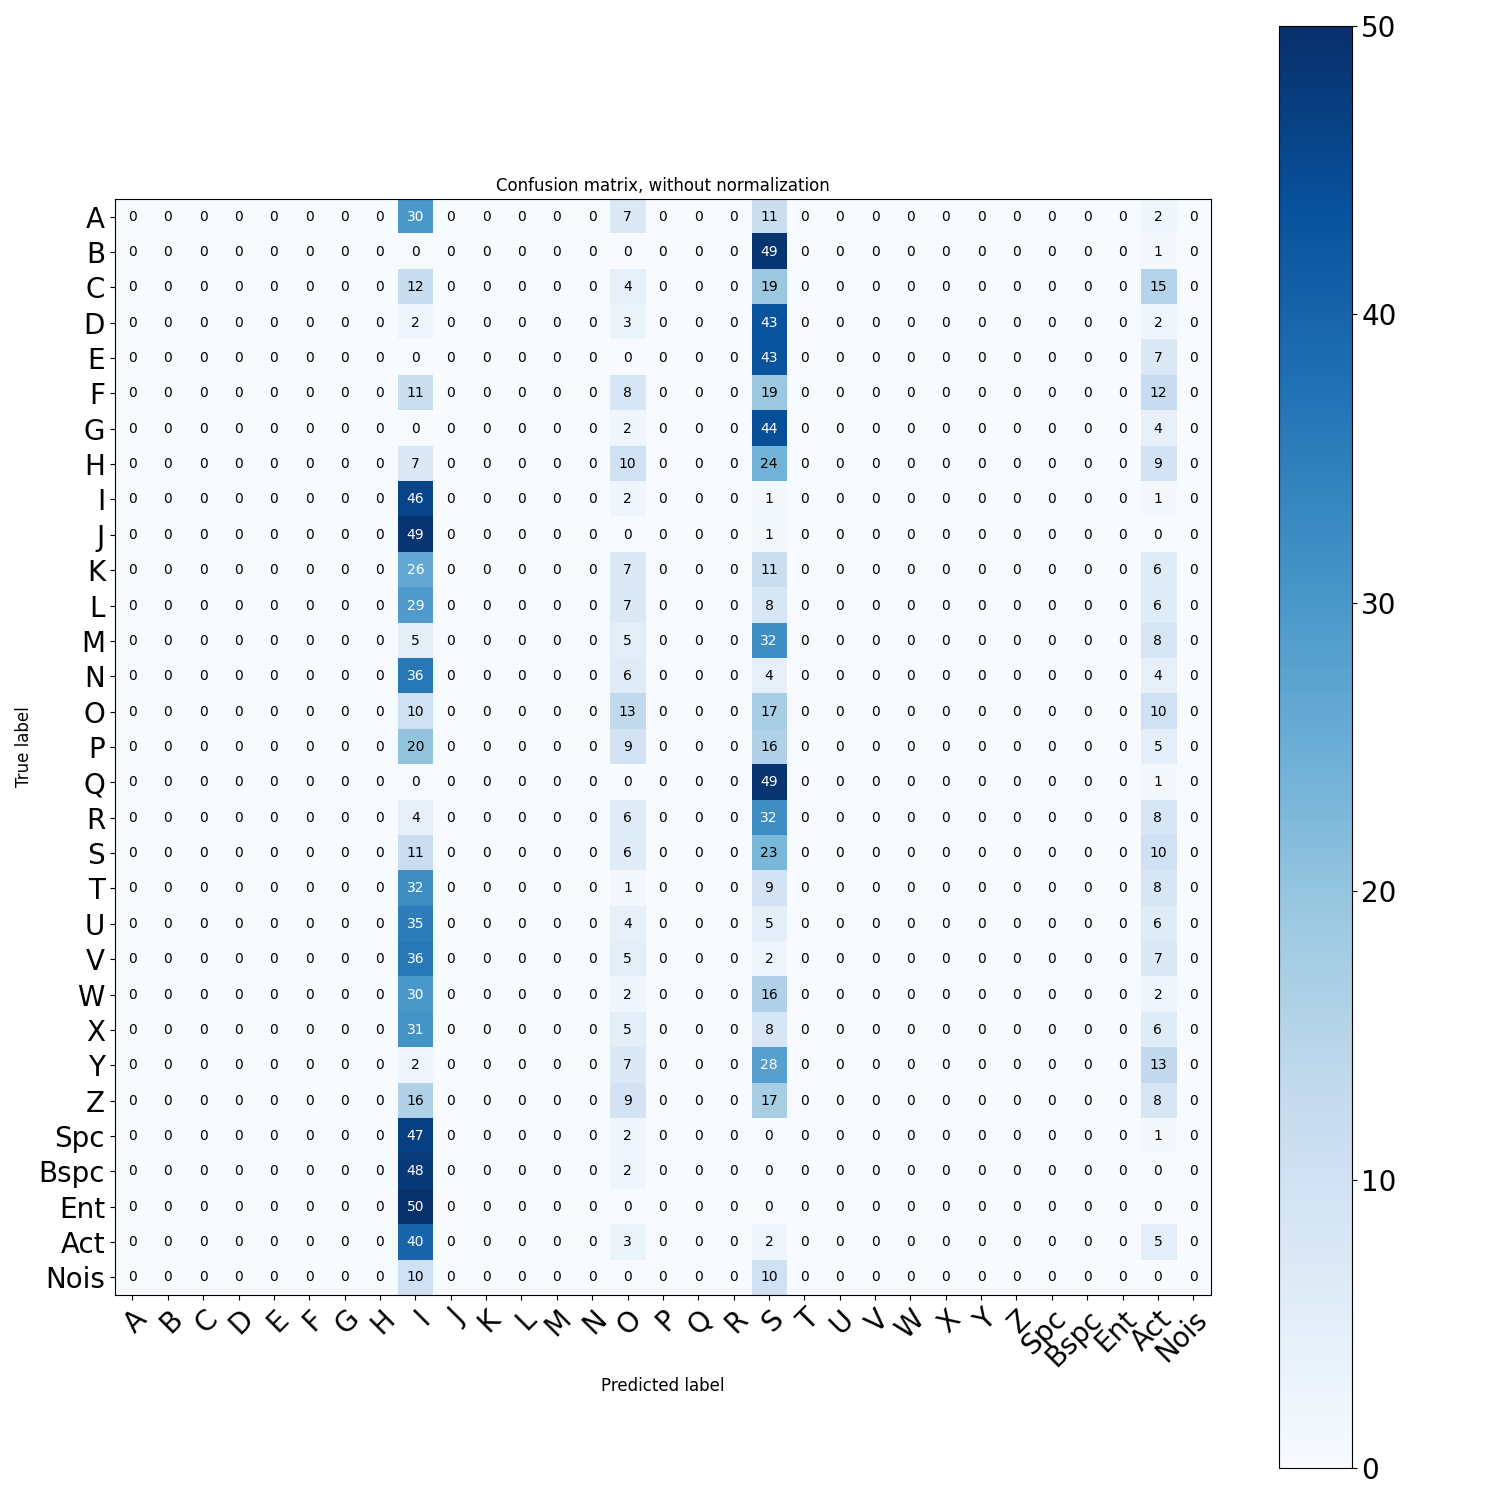 Confusion matrix, without normalization
A 0 0 0 0 0 0 0 0 30 0 0 0 0 0 7 0 0 0 11 0 0 0 0 0 0 0 0 0 0 2 0
B 0 0 0 0 0 0 0 0 0 0 0 0 0 0 0 0 0 0 49 0 0 0 0 0 0 0 0 0 0 1 0
C 0 0 0 0 0 0 0 0 12 0 0 0 0 0 4 0 0 0 19 0 0 0 0 0 0 0 0 0 0 15 0
D 0 0 0 0 0 0 0 0 2 0 0 0 0 0 3 0 0 0 43 0 0 0 0 0 0 0 0 0 0 2 0
E 0 0 0 0 0 0 0 0 0 0 0 0 0 0 0 0 0 0 43 0 0 0 0 0 0 0 0 0 0 7 0
F 0 0 0 0 0 0 0 0 11 0 0 0 0 0 8 0 0 0 19 0 0 0 0 0 0 0 0 0 0 12 0
G 0 0 0 0 0 0 0 0 0 0 0 0 0 0 2 0 0 0 44 0 0 0 0 0 0 0 0 0 0 4 0
H 0 0 0 0 0 0 0 0 7 0 0 0 0 0 10 0 0 0 24 0 0 0 0 0 0 0 0 0 0 9 0
I 0 0 0 0 0 0 0 0 46 0 0 0 0 0 2 0 0 0 1 0 0 0 0 0 0 0 0 0 0 1 0
J 0 0 0 0 0 0 0 0 49 0 0 0 0 0 0 0 0 0 1 0 0 0 0 0 0 0 0 0 0 0 0
K 0 0 0 0 0 0 0 0 26 0 0 0 0 0 7 0 0 0 11 0 0 0 0 0 0 0 0 0 0 6 0
L 0 0 0 0 0 0 0 0 29 0 0 0 0 0 7 0 0 0 8 0 0 0 0 0 0 0 0 0 0 6 0
M 0 0 0 0 0 0 0 0 5 0 0 0 0 0 5 0 0 0 32 0 0 0 0 0 0 0 0 0 0 8 0
N 0 0 0 0 0 0 0 0 36 0 0 0 0 0 6 0 0 0 4 0 0 0 0 0 0 0 0 0 0 4 0
O 0 0 0 0 0 0 0 0 10 0 0 0 0 0 13 0 0 0 17 0 0 0 0 0 0 0 0 0 0 10 0
P 0 0 0 0 0 0 0 0 20 0 0 0 0 0 9 0 0 0 16 0 0 0 0 0 0 0 0 0 0 5 0
Q 0 0 0 0 0 0 0 0 0 0 0 0 0 0 0 0 0 0 49 0 0 0 0 0 0 0 0 0 0 1 0
R 0 0 0 0 0 0 0 0 4 0 0 0 0 0 6 0 0 0 32 0 0 0 0 0 0 0 0 0 0 8 0
S 0 0 0 0 0 0 0 0 11 0 0 0 0 0 6 0 0 0 23 0 0 0 0 0 0 0 0 0 0 10 0
T 0 0 0 0 0 0 0 0 32 0 0 0 0 0 1 0 0 0 9 0 0 0 0 0 0 0 0 0 0 8 0
U 0 0 0 0 0 0 0 0 35 0 0 0 0 0 4 0 0 0 5 0 0 0 0 0 0 0 0 0 0 6 0
V 0 0 0 0 0 0 0 0 36 0 0 0 0 0 5 0 0 0 2 0 0 0 0 0 0 0 0 0 0 7 0
W 0 0 0 0 0 0 0 0 30 0 0 0 0 0 2 0 0 0 16 0 0 0 0 0 0 0 0 0 0 2 0
X 0 0 0 0 0 0 0 0 31 0 0 0 0 0 5 0 0 0 8 0 0 0 0 0 0 0 0 0 0 6 0
Y 0 0 0 0 0 0 0 0 2 0 0 0 0 0 7 0 0 0 28 0 0 0 0 0 0 0 0 0 0 13 0
Z 0 0 0 0 0 0 0 0 16 0 0 0 0 0 9 0 0 0 17 0 0 0 0 0 0 0 0 0 0 8 0
Spc 0 0 0 0 0 0 0 0 47 0 0 0 0 0 2 0 0 0 0 0 0 0 0 0 0 0 0 0 0 1 0
Bspc 0 0 0 0 0 0 0 0 48 0 0 0 0 0 2 0 0 0 0 0 0 0 0 0 0 0 0 0 0 0 0
Ent 0 0 0 0 0 0 0 0 50 0 0 0 0 0 0 0 0 0 0 0 0 0 0 0 0 0 0 0 0 0 0
Act 0 0 0 0 0 0 0 0 40 0 0 0 0 0 3 0 0 0 2 0 0 0 0 0 0 0 0 0 0 5 0
Nois 0 0 0 0 0 0 0 0 10 0 0 0 0 0 0 0 0 0 10 0 0 0 0 0 0 0 0 0 0 0 0
A B C D E F G H I J K L M N O P Q R S T U V W X Y Z Spc Bspc Ent Act Nois
Predicted label
True label
50
40
30
20
10
0